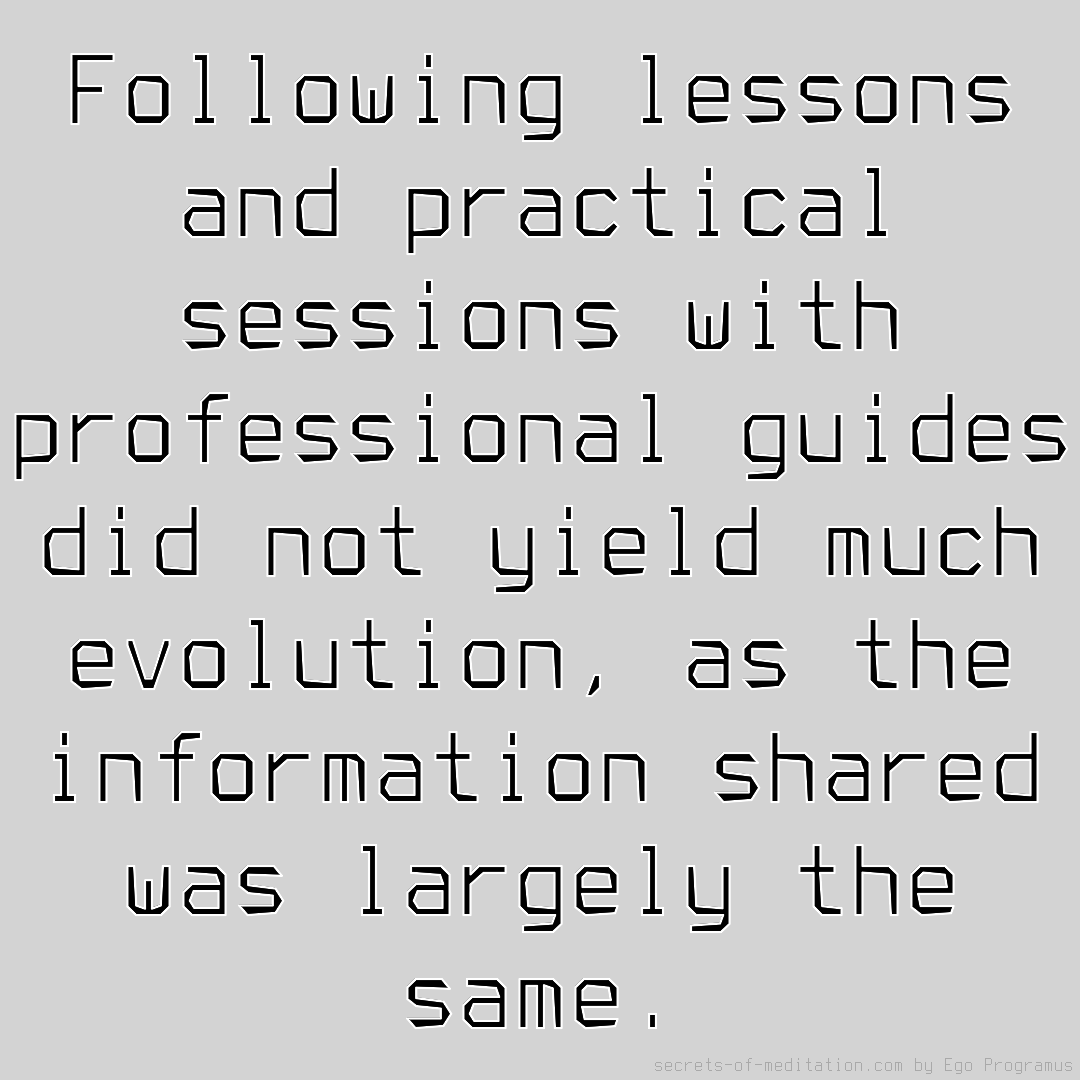 Following lessons
and practical
sessions with
professional guides
did not yield much
evolution, as the
information shared
was largely the
same.
secrets-of-meditation.com by Ego Programus